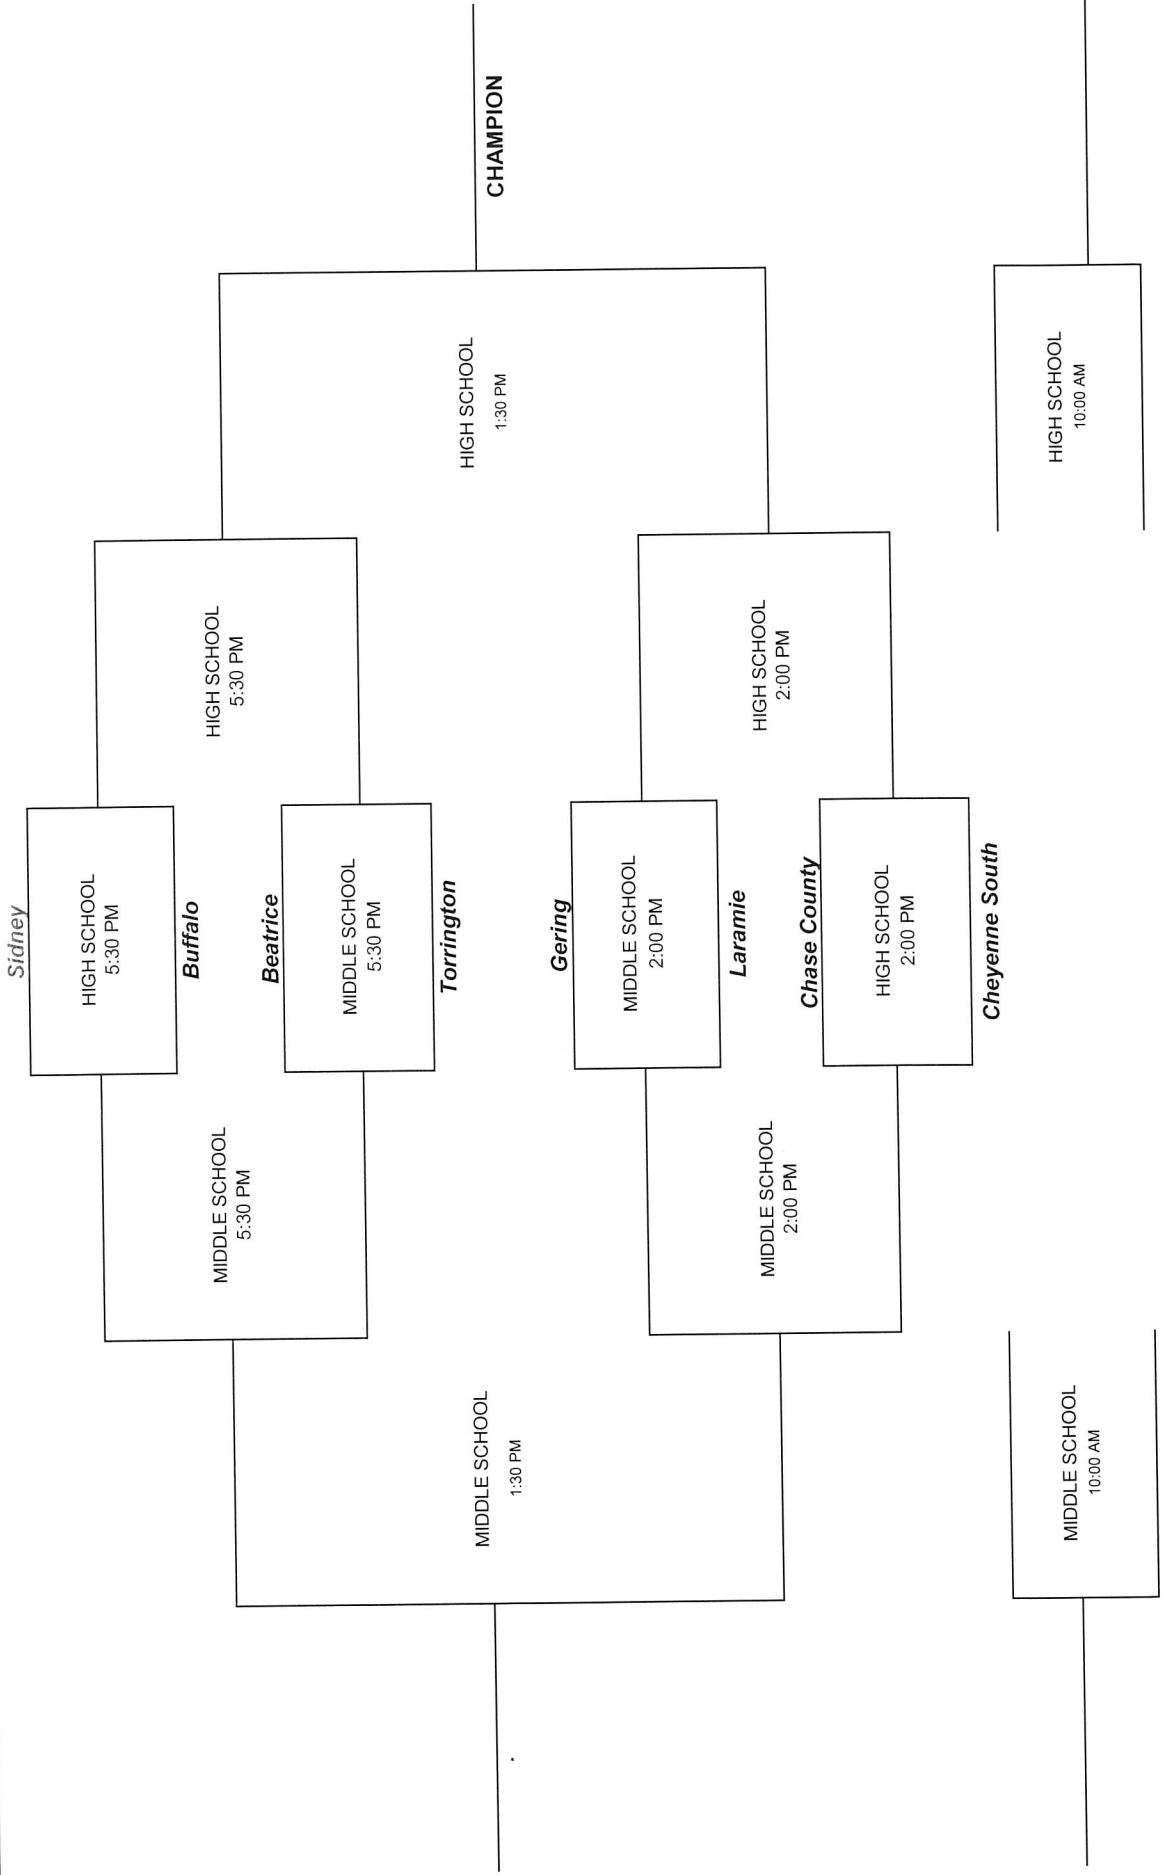 Sidney
HIGH SCHOOL
5:30 PM
Buffalo
MIDDLE SCHOOL
5:30 PM
HIGH SCHOOL
5:30 PM
Beatrice
MIDDLE SCHOOL
5:30 PM
Torrington
MIDDLE SCHOOL
1:30 PM
HIGH SCHOOL
1:30 PM
CHAMPION
Gering
MIDDLE SCHOOL
2:00 PM
Laramie
MIDDLE SCHOOL
2:00 PM
HIGH SCHOOL
2:00 PM
Chase County
HIGH SCHOOL
2:00 PM
Cheyenne South
MIDDLE SCHOOL
10:00 AM
HIGH SCHOOL
10:00 AM